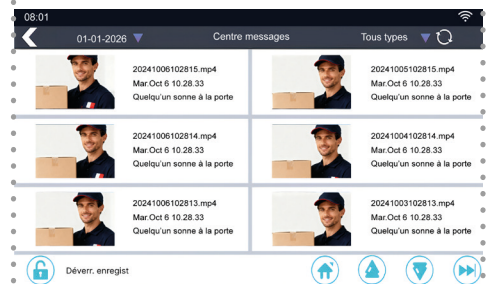 08:01
01-01-2026 Centre messages Tous types
20241006102815.mp4
Mar.Oct 6 10.28.33
Quelqu'un sonne à la porte
20241005102815.mp4
Mar.Oct 6 10.28.33
Quelqu'un sonne à la porte
20241006102814.mp4
Mar.Oct 6 10.28.33
Quelqu'un sonne à la porte
20241004102814.mp4
Mar.Oct 6 10.28.33
Quelqu'un sonne à la porte
20241006102813.mp4
Mar.Oct 6 10.28.33
Quelqu'un sonne à la porte
20241003102813.mp4
Mar.Oct 6 10.28.33
Quelqu'un sonne à la porte
Déverr. enregist